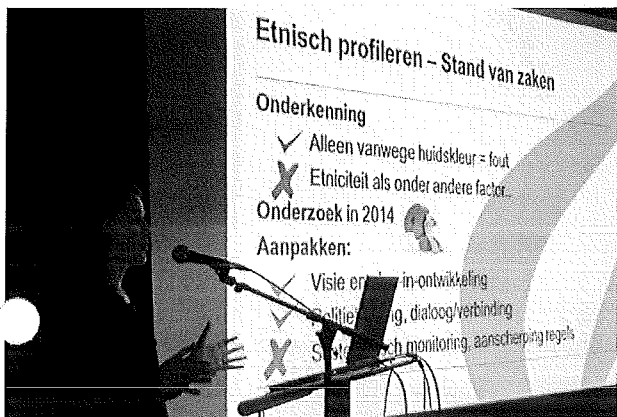 Etnisch profileren – Stand van zaken
Onderkenning
Alleen vanwege huidskleur = fout
Etniciteit als onder andere factor...
Onderzoek in 2014
Aanpakken:
Visie in-ontwikkeling
dialoog/verbinding
monitoring, aanscherping regels